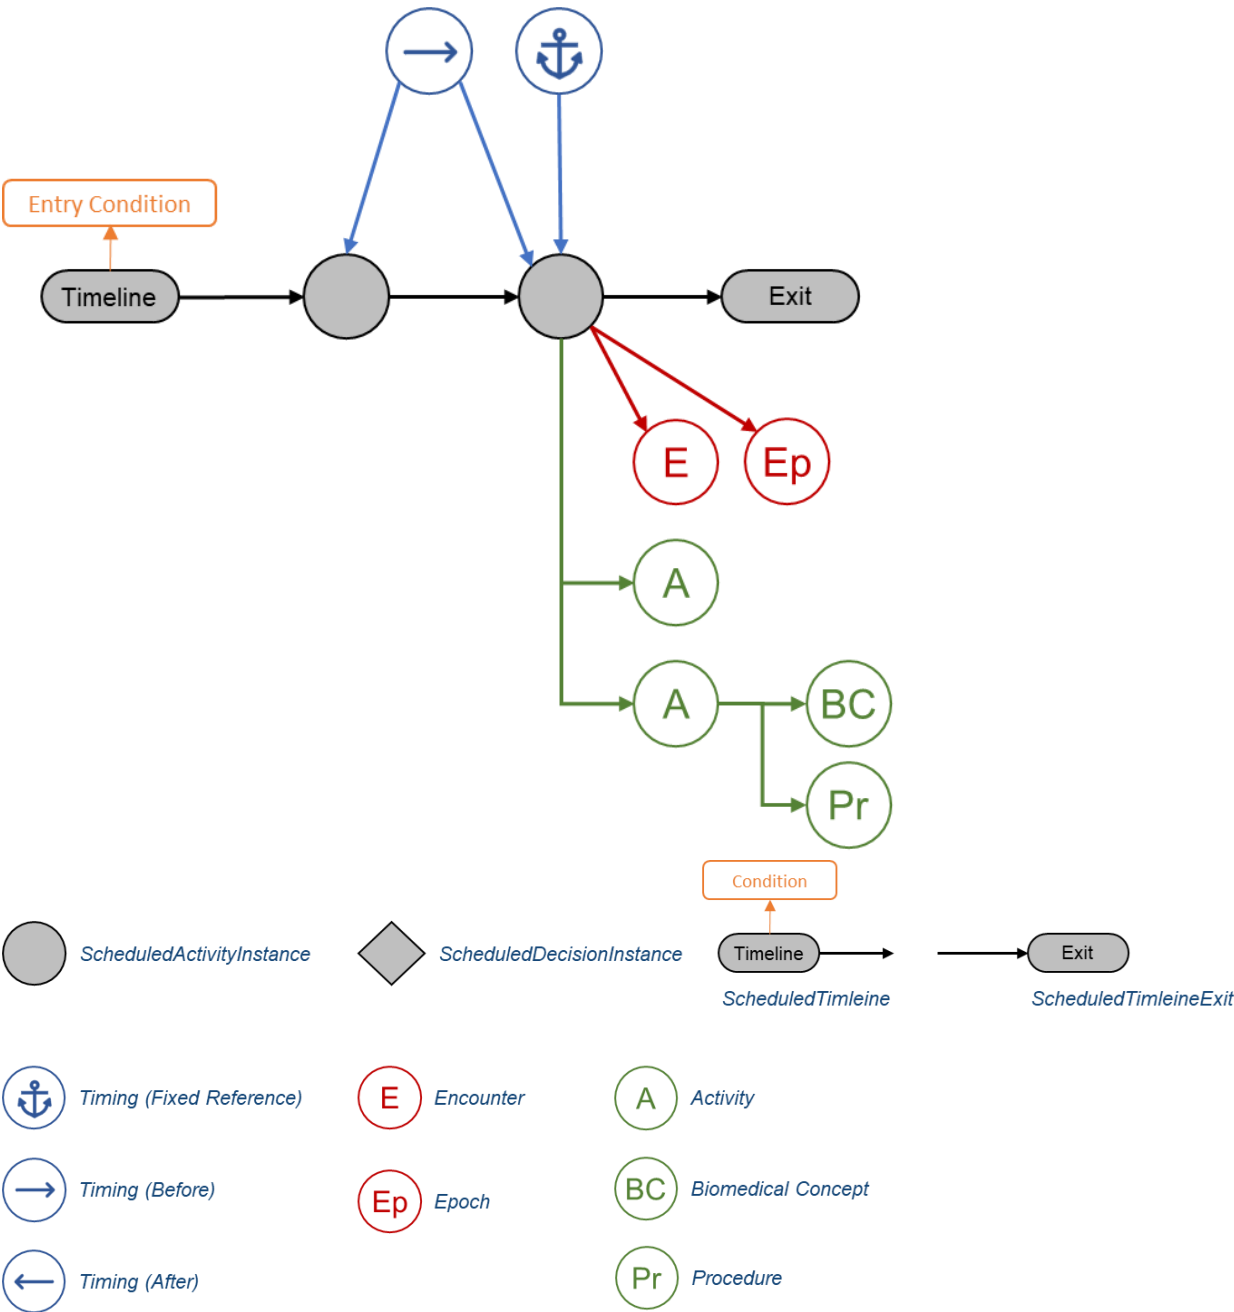 Entry Condition
Timeline
Exit
E
Ep
A
A
BC
Pr
Condition
ScheduledActivityInstance
ScheduledDecisionInstance
Timeline
Exit
ScheduledTimleine
ScheduledTimleineExit
Timing (Fixed Reference)
E
Encounter
A
Activity
Timing (Before)
Ep
Epoch
BC
Biomedical Concept
Timing (After)
Pr
Procedure